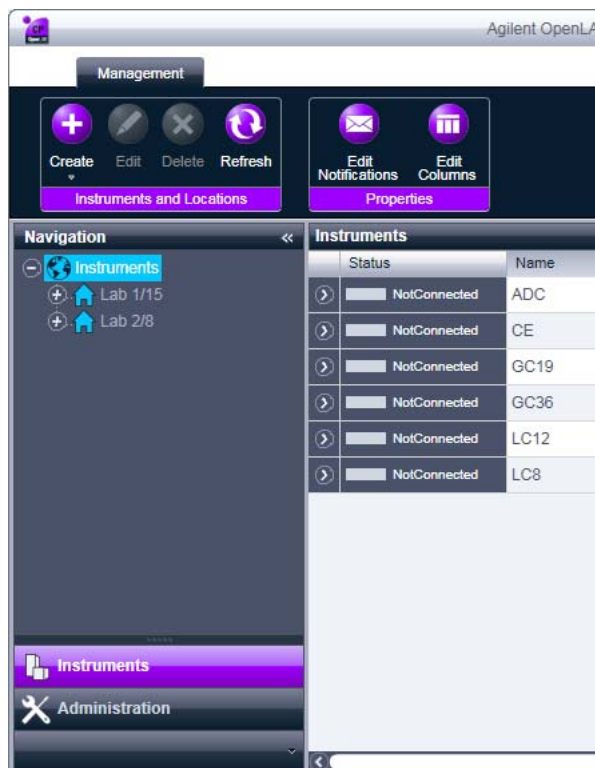 Agilent OpenLA
Management
Create Edit Delete Refresh
Edit Notifications
Edit Columns
Instruments and Locations
Properties
Navigation
Instruments
Lab 1/15
Lab 2/8
Instruments
Status Name
NotConnected ADC
NotConnected CE
NotConnected GC19
NotConnected GC36
NotConnected LC12
NotConnected LC8
Instruments
Administration